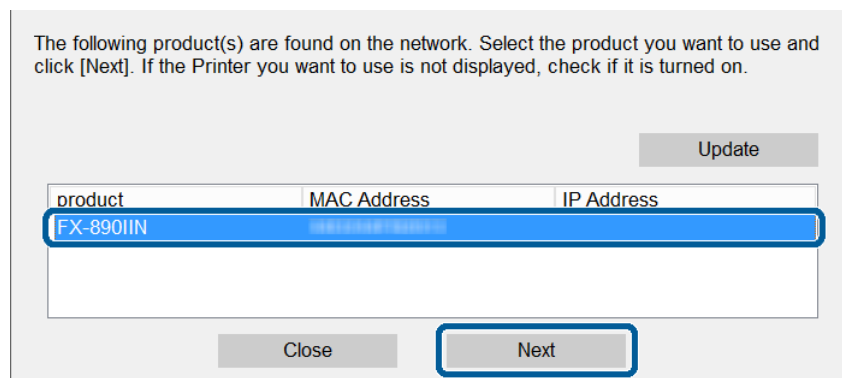 The following product(s) are found on the network. Select the product you want to use and
click [Next]. If the Printer you want to use is not displayed, check if it is turned on.
Update
product MAC Address IP Address
FX-890IIN
Close Next